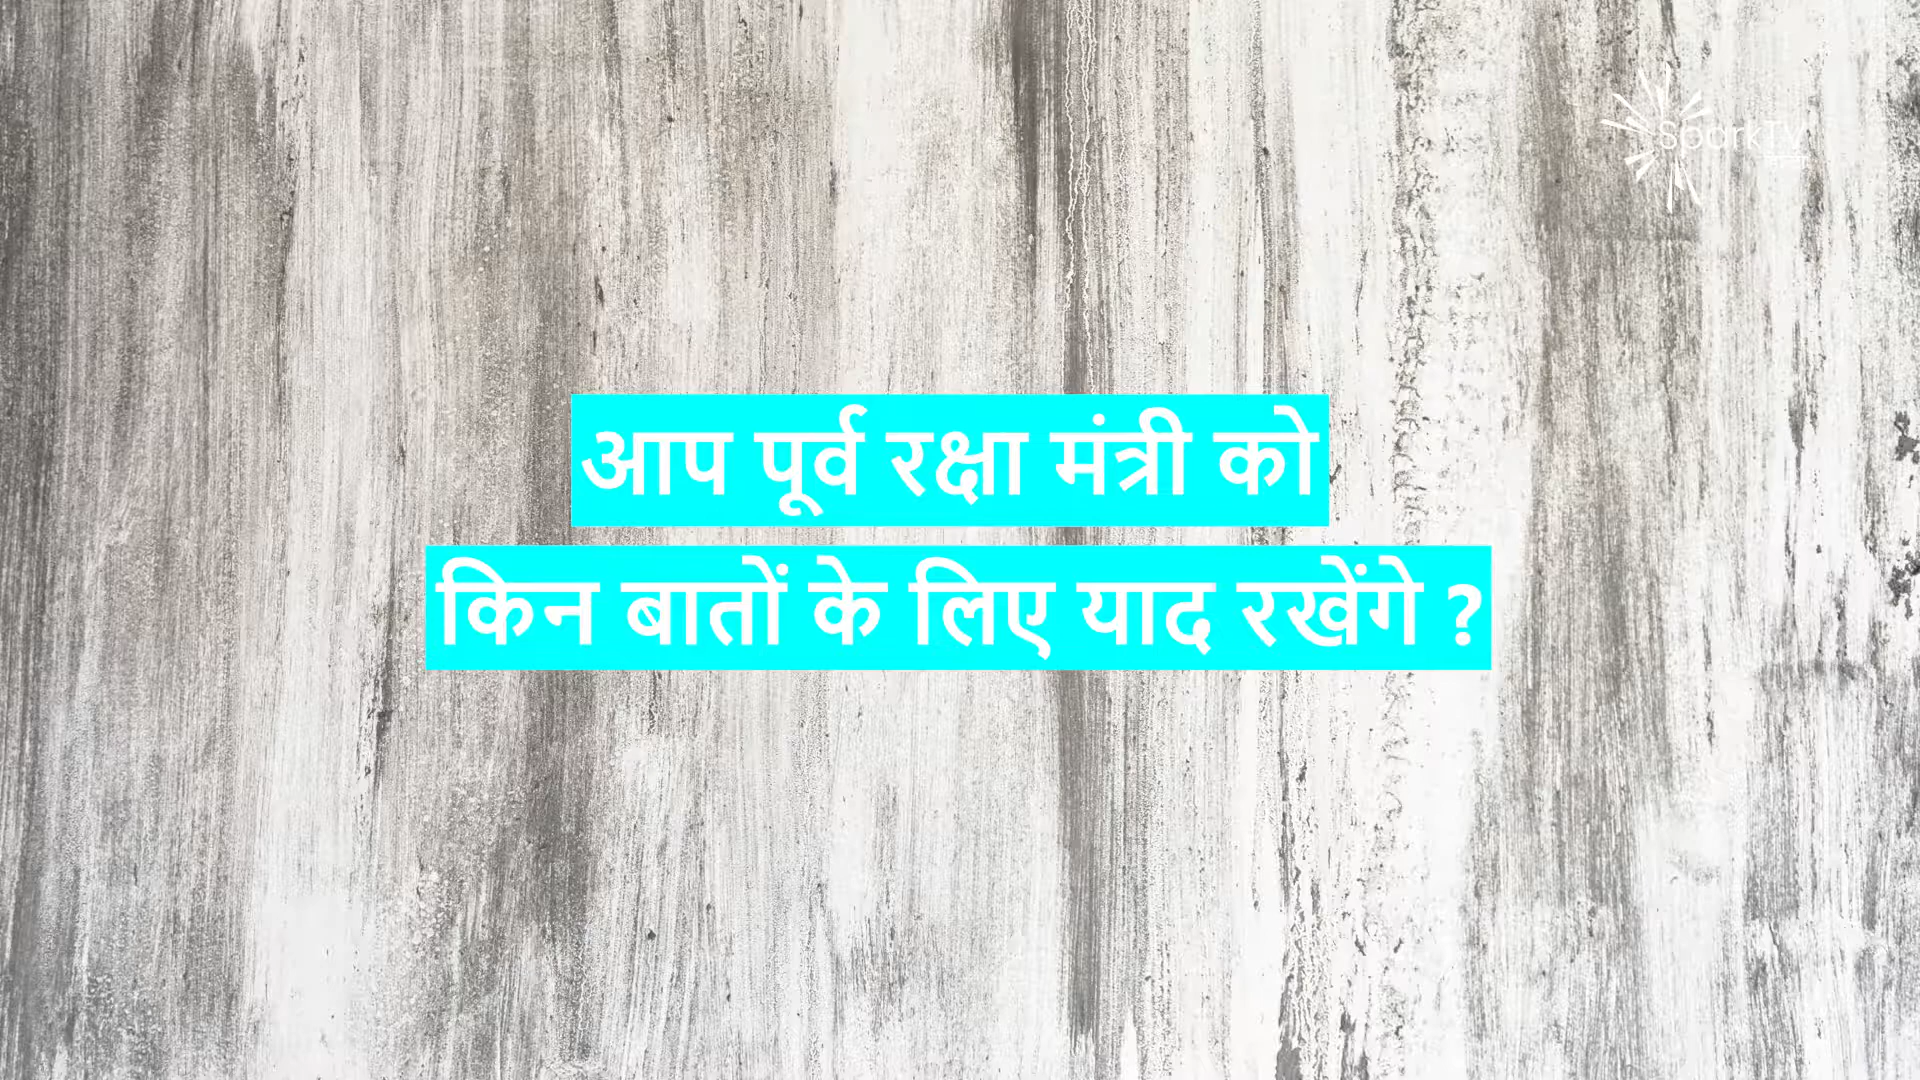 SparkTV
आप पूर्व रक्षा मंत्री को
किन बातों के लिए याद रखेंगे ?